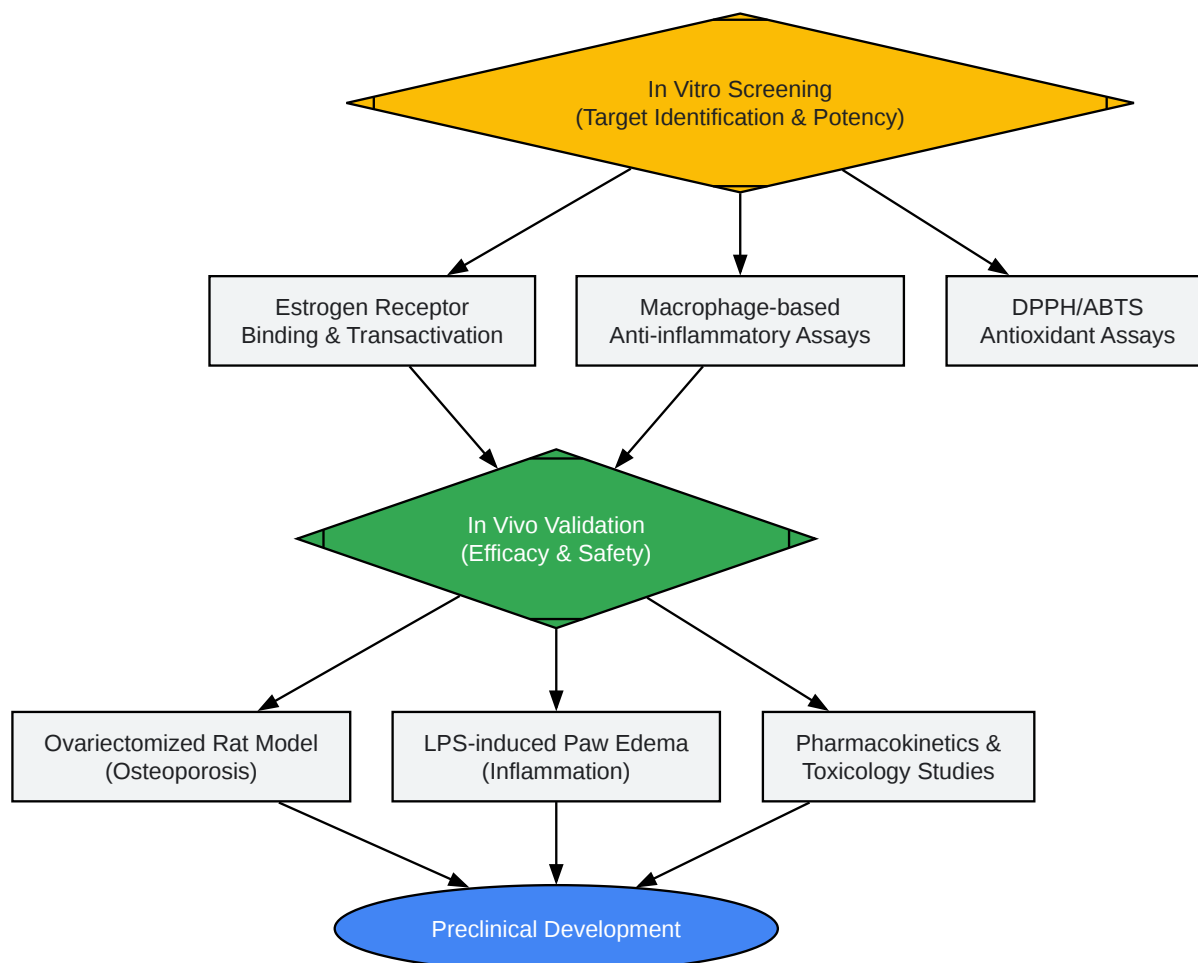 In Vitro Screening
(Target Identification & Potency)
Estrogen Receptor
Binding & Transactivation
Macrophage-based
Anti-inflammatory Assays
DPPH/ABTS
Antioxidant Assays
In Vivo Validation
(Efficacy & Safety)
Ovariectomized Rat Model
(Osteoporosis)
LPS-induced Paw Edema
(Inflammation)
Pharmacokinetics &
Toxicology Studies
Preclinical Development